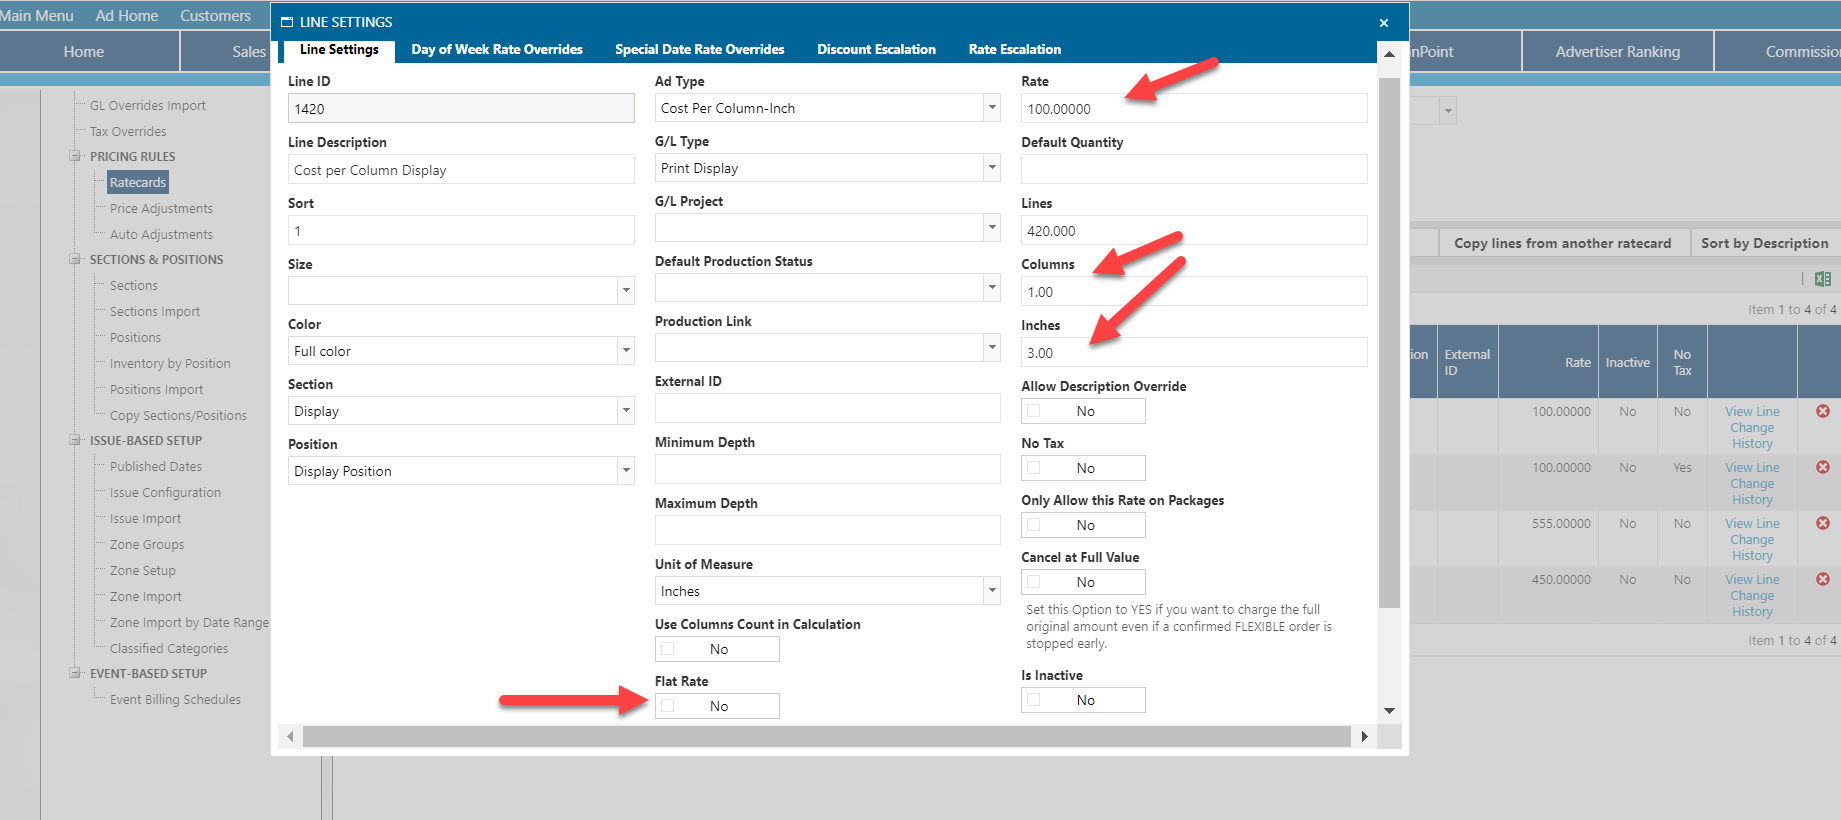 Main Menu
Ad Home
Customers
Home
Sales
inPoint
Advertiser Ranking
GL Overrides Import
Tax Overrides
PRICING RULES
Ratecards
Price Adjustments
Auto Adjustments
SECTIONS & POSITIONS
Sections
Sections Import
Positions
Inventory by Position
Positions Import
Copy Sections/Positions
ISSUE-BASED SETUP
Published Dates
Issue Configuration
Issue Import
Zone Groups
Zone Setup
Zone Import
Zone Import by Date Range
Classified Categories
EVENT-BASED SETUP
Event Billing Schedules
LINE SETTINGS
Line Settings
Day of Week Rate Overrides
Special Date Rate Overrides
Discount Escalation
Rate Escalation
Line ID
1420
Line Description
Cost per Column Display
Sort
1
Size
Color
Full color
Section
Display
Position
Display Position
Ad Type
Cost Per Column-Inch
G/L Type
Print Display
G/L Project
Default Production Status
Production Link
External ID
Minimum Depth
Maximum Depth
Unit of Measure
Inches
Use Columns Count in Calculation
No
Flat Rate
No
Rate
100.00000
Default Quantity
Lines
420.000
Columns
1.00
Inches
3.00
Allow Description Override
No
No Tax
No
Only Allow this Rate on Packages
No
Cancel at Full Value
No
Set this Option to YES if you want to charge the full
original amount even if a confirmed FLEXIBLE order is
stopped early.
Is Inactive
No
Copy lines from another ratecard
Sort by Description
Item 1 to 4 of 4
ion
External
ID
Rate
Inactive
No
Tax
100.00000 No No View Line
Change
History
100.00000 No Yes View Line
Change
History
555.00000 No No View Line
Change
History
450.00000 No No View Line
Change
History
Item 1 to 4 of 4